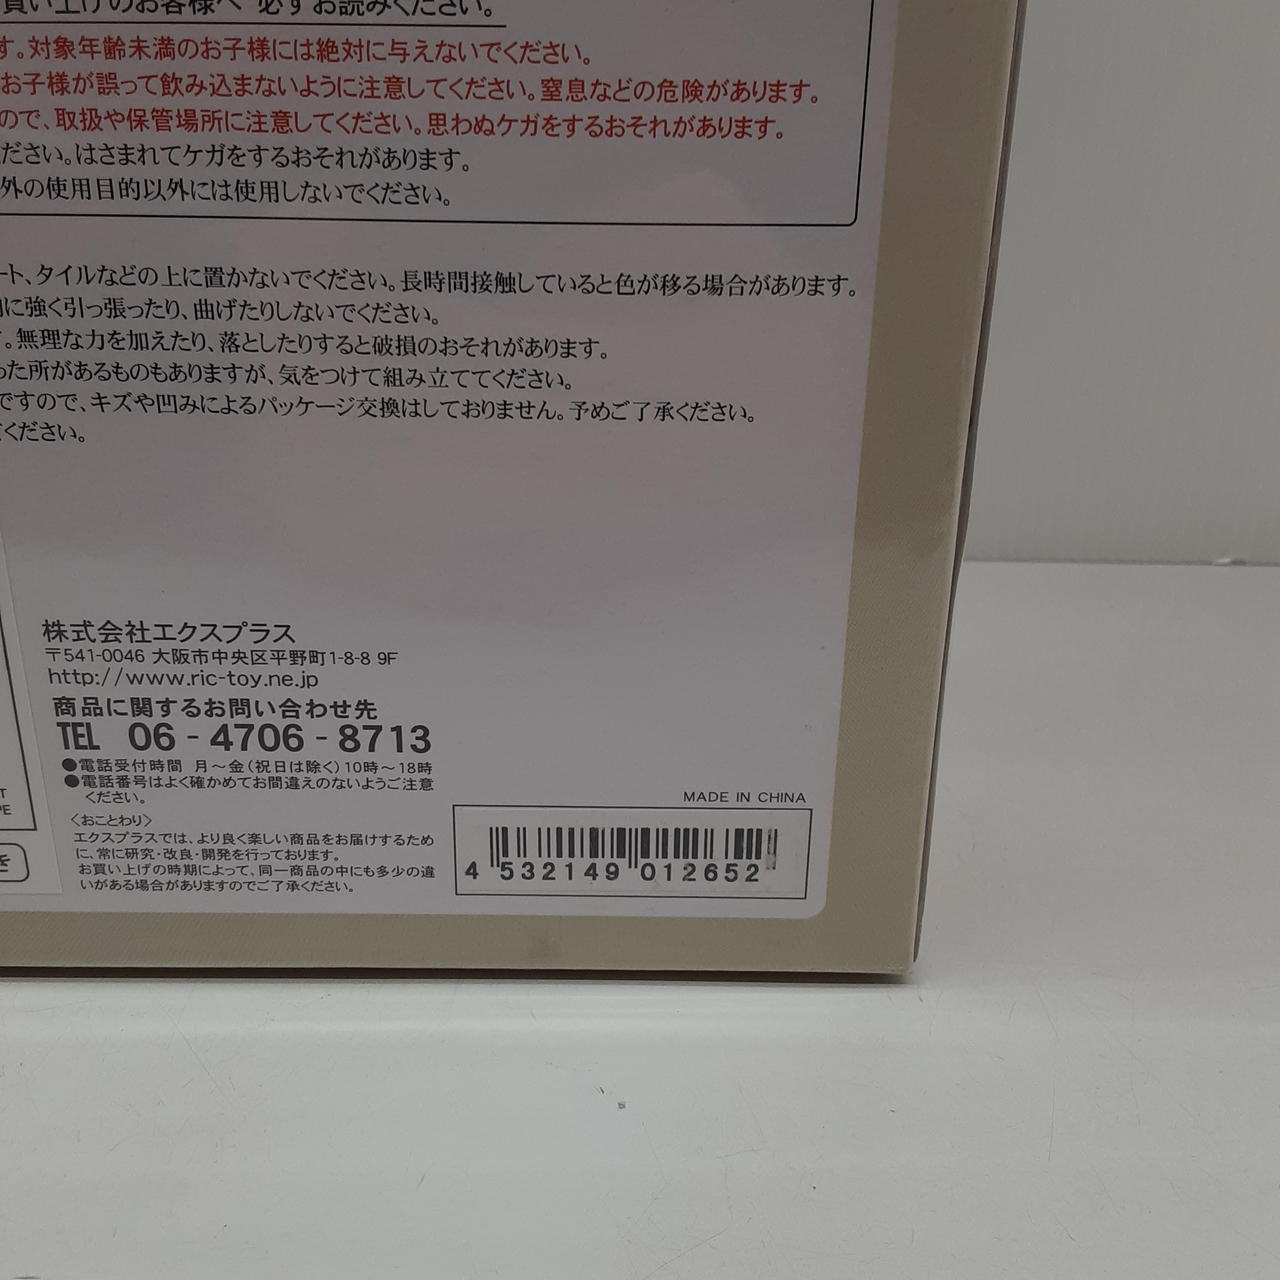 買い上げのお客様へ 必ずお読みください。
す。対象年齢未満のお子様には絶対に与えないでください。
お子様が誤って飲み込まないように注意してください。窒息などの危険があります。
ので、取扱や保管場所に注意してください。思わぬケガをするおそれがあります。
ださい。はさまれてケガをするおそれがあります。
外の使用目的以外には使用しないでください。
ート、タイルなどの上に置かないでください。長時間接触していると色が移る場合があります。
に強く引っ張ったり、曲げたりしないでください。
。無理な力を加えたり、落としたりすると破損のおそれがあります。
った所があるものもありますが、気をつけて組み立ててください。
ですので、キズや凹みによるパッケージ交換はしておりません。予めご了承ください。
ください。
株式会社エクスプラス
〒541-0046 大阪市中央区平野町1-8-8 9F
http://www.ric-toy.ne.jp
商品に関するお問い合わせ先
TEL 06-4706-8713
●電話受付時間 月～金(祝日は除く)10時～18時
●電話番号はよく確かめてお間違えのないようご注意
ください。
〈おことわり〉
エクスプラスでは、より良く楽しい商品をお届けするため
に、常に研究・改良・開発を行っております。
お買い上げの時期によって、同一商品の中にも多少の違
いがある場合がありますのでご了承ください。
MADE IN CHINA
4 532149 012652